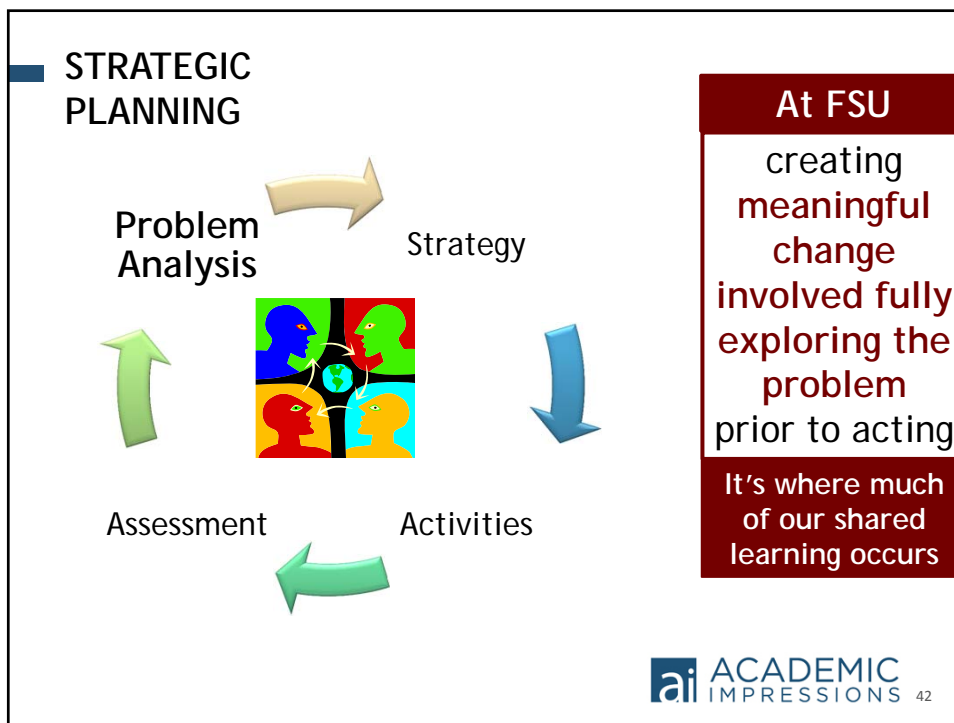 STRATEGIC
PLANNING
Problem
Analysis
Strategy
Assessment
Activities
At FSU
creating
meaningful
change
involved fully
exploring the
problem
prior to acting
It's where much
of our shared
learning occurs
ai ACADEMIC
IMPRESSIONS 42